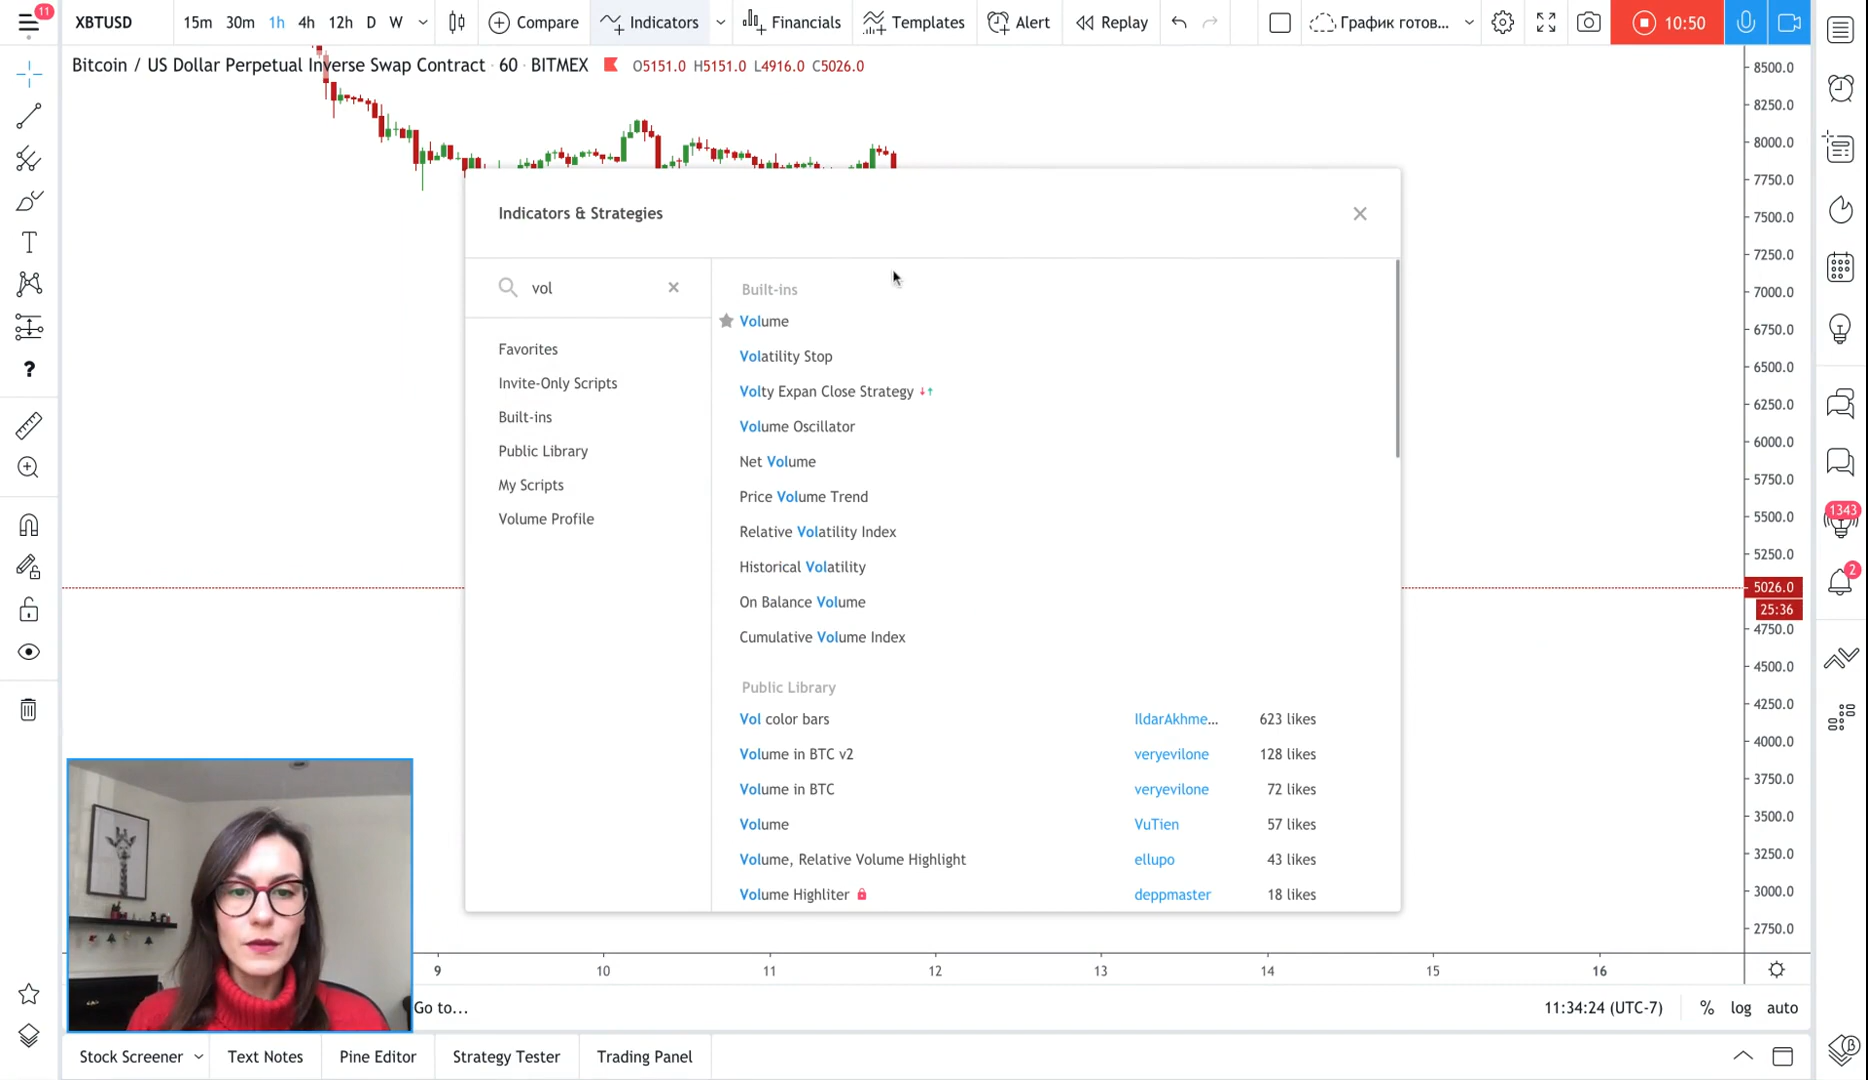 11
XBTUSD
15m 30m 1h 4h 12h D W
Compare
Indicators
Financials
Templates
Alert
Replay
График готов...
10:50
Bitcoin / US Dollar Perpetual Inverse Swap Contract · 60 · BITMEX
O5151.0 H5151.0 L4916.0 C5026.0
Indicators & Strategies
vol
Favorites
Invite-Only Scripts
Built-ins
Public Library
My Scripts
Volume Profile
Built-ins
Volume
Volatility Stop
Volty Expan Close Strategy
Volume Oscillator
Net Volume
Price Volume Trend
Relative Volatility Index
Historical Volatility
On Balance Volume
Cumulative Volume Index
Public Library
Vol color bars IldarAkhme... 623 likes
Volume in BTC v2 veryevilone 128 likes
Volume in BTC veryevilone 72 likes
Volume VuTien 57 likes
Volume, Relative Volume Highlight ellupo 43 likes
Volume Highliter deppmaster 18 likes
8500.0
8250.0
8000.0
7750.0
7500.0
7250.0
7000.0
6750.0
6500.0
6250.0
6000.0
5750.0
5500.0
5250.0
5026.0
25:36
4750.0
4500.0
4250.0
4000.0
3750.0
3500.0
3250.0
3000.0
2750.0
1343
2
9 10 11 12 13 14 15 16
Go to...
11:34:24 (UTC-7) % log auto
Stock Screener
Text Notes
Pine Editor
Strategy Tester
Trading Panel
β